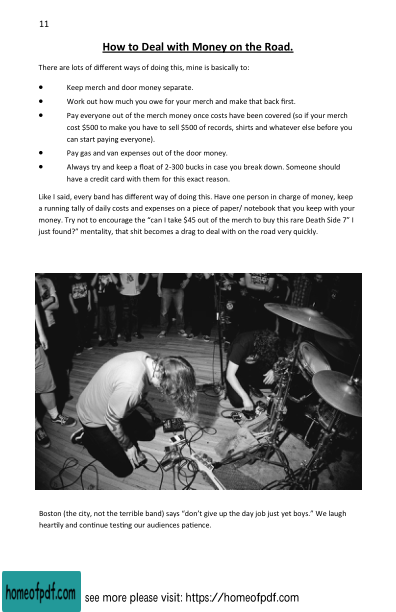 11
How to Deal with Money on the Road.
There are lots of different ways of doing this, mine is basically to:
• Keep merch and door money separate.
• Work out how much you owe for your merch and make that back first.
• Pay everyone out of the merch money once costs have been covered (so if your merch
cost $500 to make you have to sell $500 of records, shirts and whatever else before you
can start paying everyone).
• Pay gas and van expenses out of the door money.
• Always try and keep a float of 2-300 bucks in case you break down. Someone should
have a credit card with them for this exact reason.
Like I said, every band has different way of doing this. Have one person in charge of money, keep
a running tally of daily costs and expenses on a piece of paper/ notebook that you keep with your
money. Try not to encourage the “can I take $45 out of the merch to buy this rare Death Side 7” I
just found?” mentality, that shit becomes a drag to deal with on the road very quickly.
Boston (the city, not the terrible band) says “don’t give up the day job just yet boys.” We laugh
heartily and continue testing our audiences patience.
homeofpdf.com see more please visit: https://homeofpdf.com